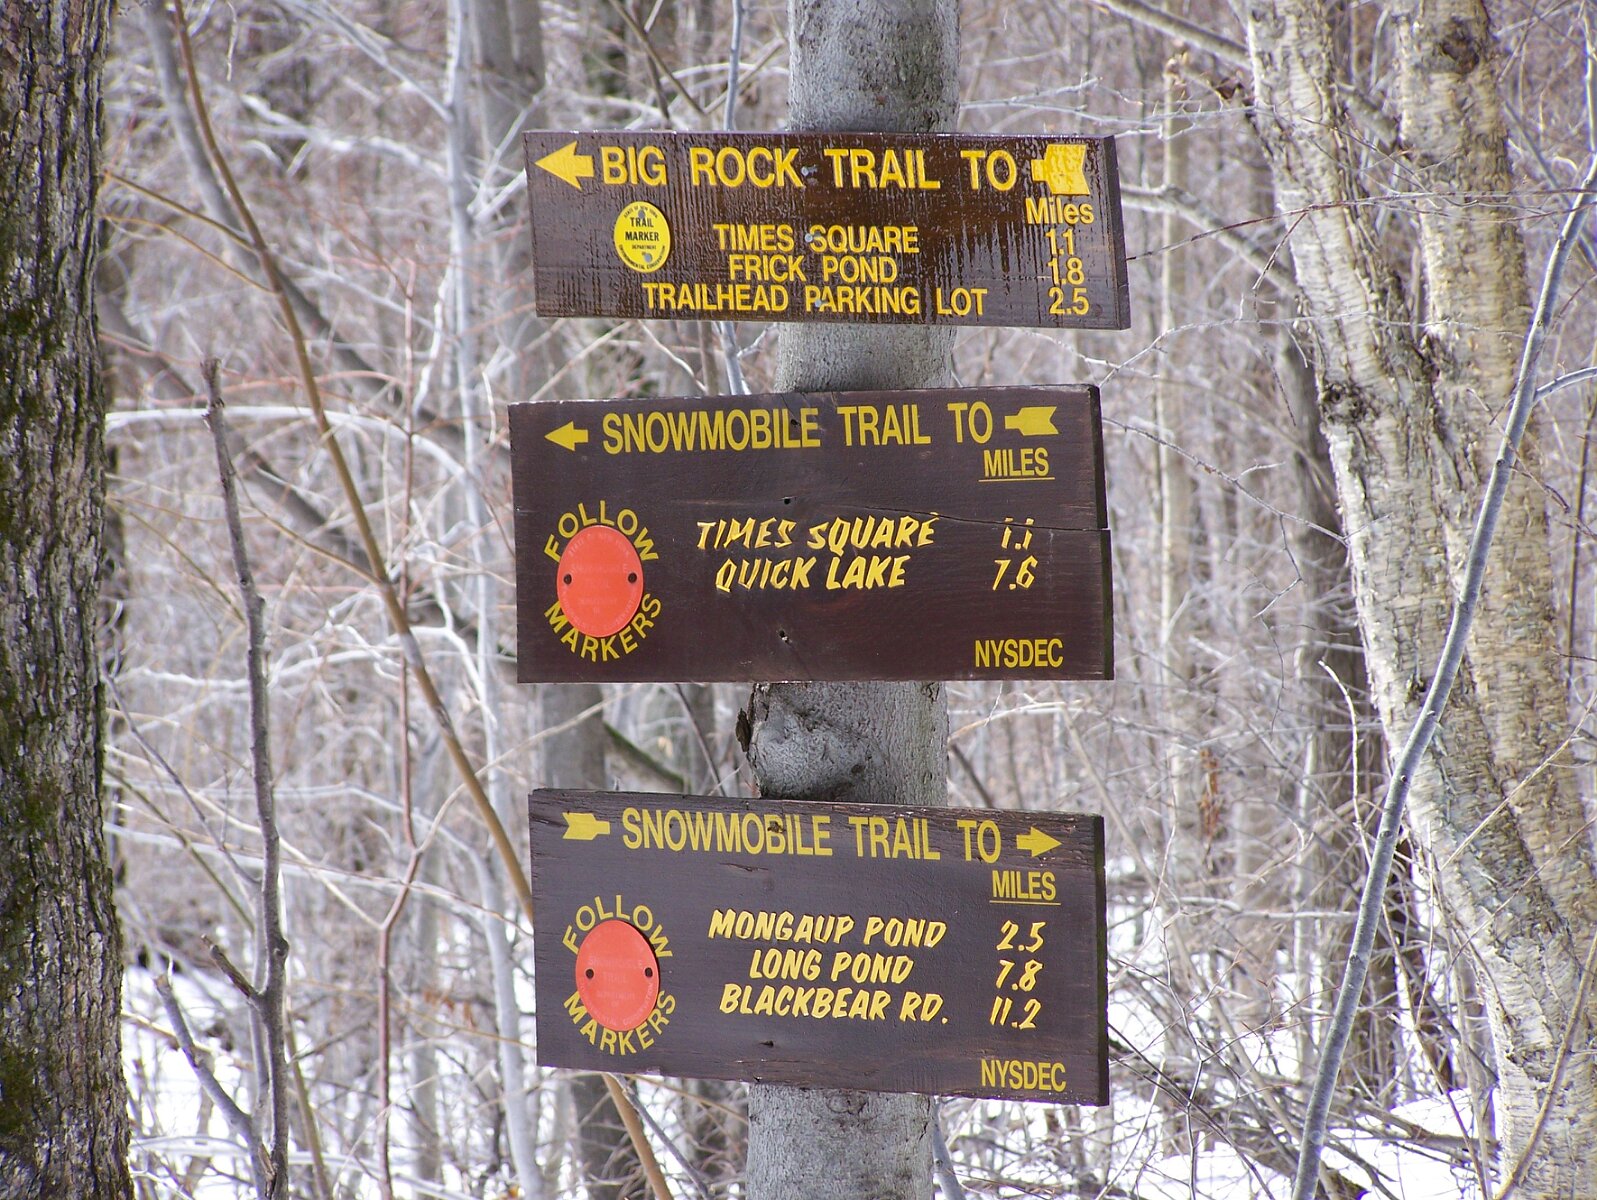 BIG ROCK TRAIL TO
Miles
TRAIL
MARKER
DEPARTMENT
TIMES SQUARE 1.1
FRICK POND 1.8
TRAILHEAD PARKING LOT 2.5
SNOWMOBILE TRAIL TO
MILES
FOLLOW
MARKERS
TIMES SQUARE 1.1
QUICK LAKE 7.6
NYSDEC
SNOWMOBILE TRAIL TO
MILES
FOLLOW
MARKERS
MONGAUP POND 2.5
LONG POND 7.8
BLACKBEAR RD. 11.2
NYSDEC